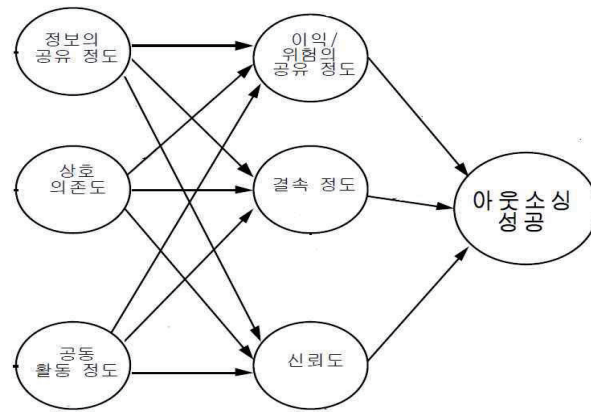 정보의
공유 정도
이익/
위험의
공유 정도
상호
의존도
결속 정도
아웃소싱
성공
공동
활동 정도
신뢰도